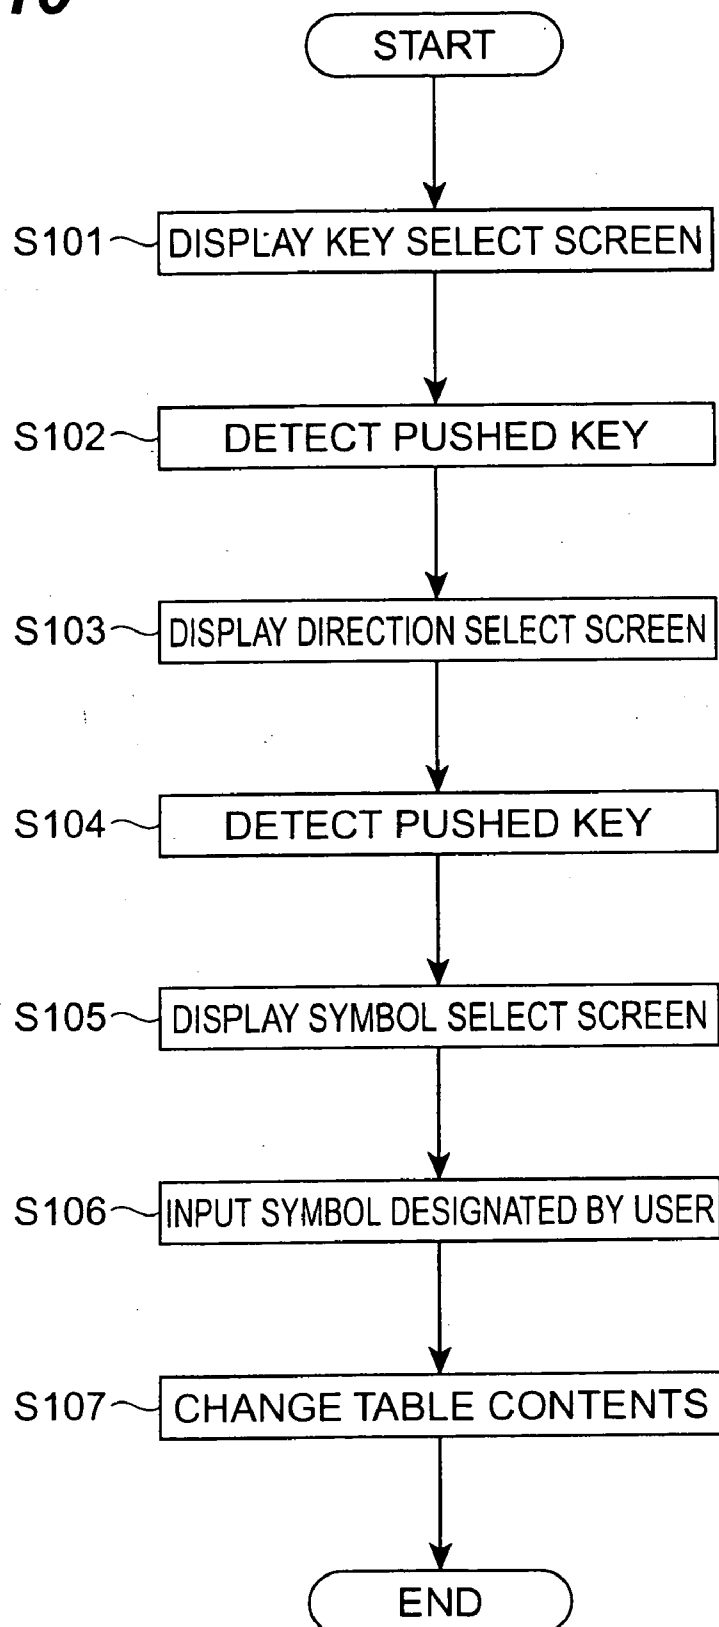 START
S101 DISPLAY KEY SELECT SCREEN
S102 DETECT PUSHED KEY
S103 DISPLAY DIRECTION SELECT SCREEN
S104 DETECT PUSHED KEY
S105 DISPLAY SYMBOL SELECT SCREEN
S106 INPUT SYMBOL DESIGNATED BY USER
S107 CHANGE TABLE CONTENTS
END